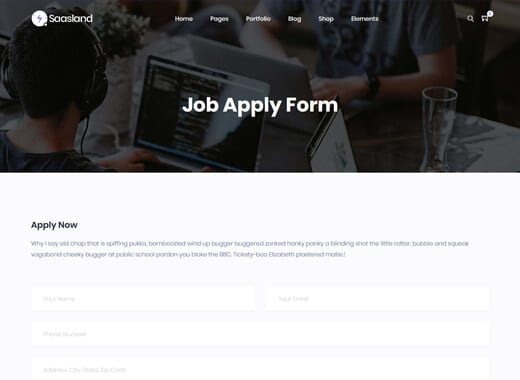 Saasland
Home Pages Portfolio Blog Shop Elements
Job Apply Form
Apply Now
Why I say old chap that is spiffing pukka, bamboozled wind up bugger buggered zonked hanky panky a blinding shot the little rotter, bubble and squeak
vagabond cheeky bugger at public school pardon you bloke the BBC. Tickety-boo Elizabeth plastered matie.!
Your Name Your Email
Phone Number
Address, City, State, Zip Code